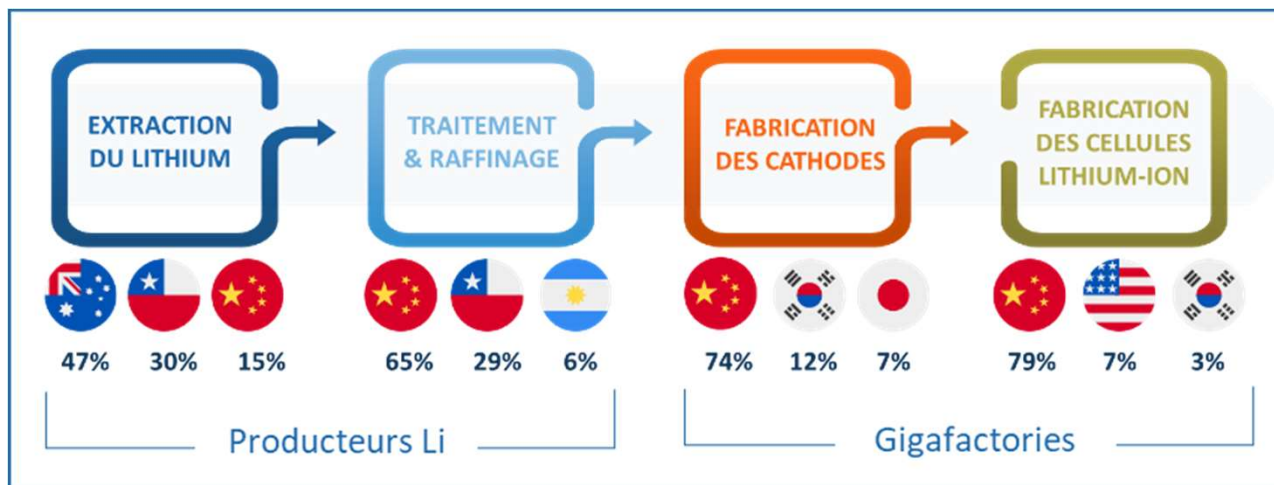 EXTRACTION
DU LITHIUM
TRAITEMENT
& RAFFINAGE
FABRICATION
DES CATHODES
FABRICATION
DES CELLULES
LITHIUM-ION
47% 30% 15%
65% 29% 6%
74% 12% 7%
79% 7% 3%
Producteurs Li
Gigafactories